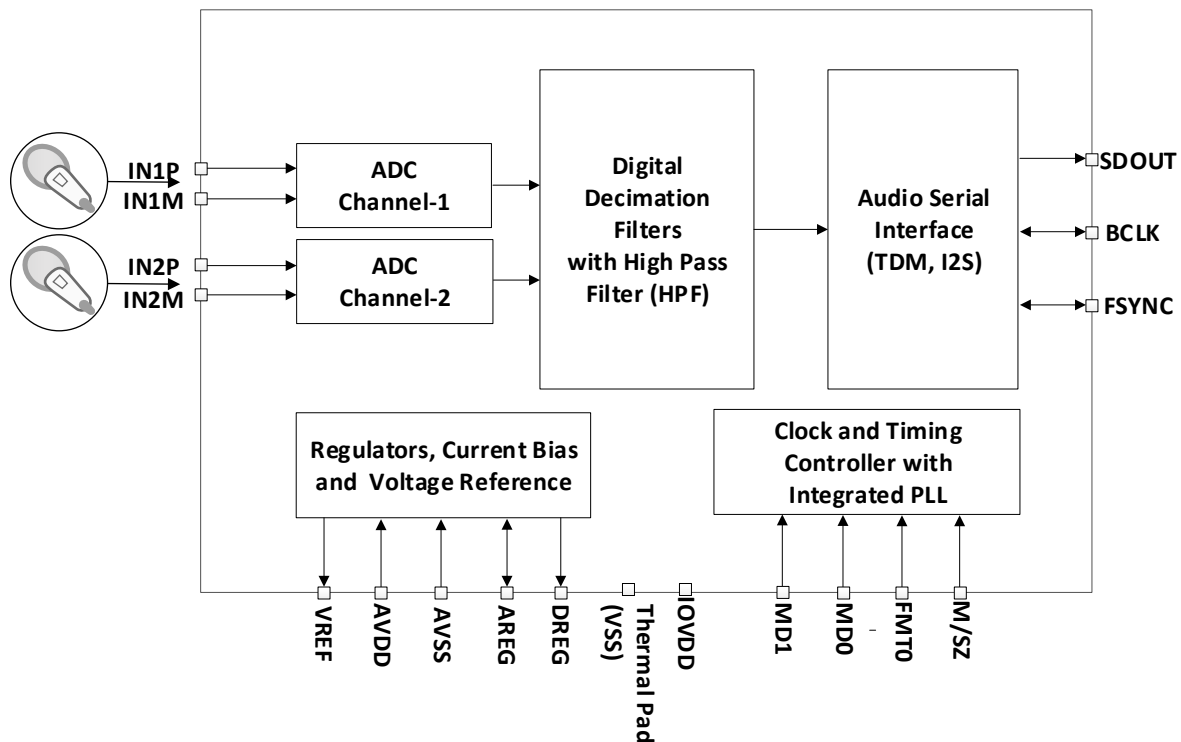 IN1P
IN1M
IN2P
IN2M
ADC
Channel-1
ADC
Channel-2
Digital
Decimation
Filters
with High Pass
Filter (HPF)
Audio Serial
Interface
(TDM, I2S)
SDOUT
BCLK
FSYNC
Regulators, Current Bias
and Voltage Reference
Clock and Timing
Controller with
Integrated PLL
VREF
AVDD
AVSS
AREG
DREG
Thermal Pad
(VSS)
IOVDD
MD1
MD0
FMT0
M/SZ